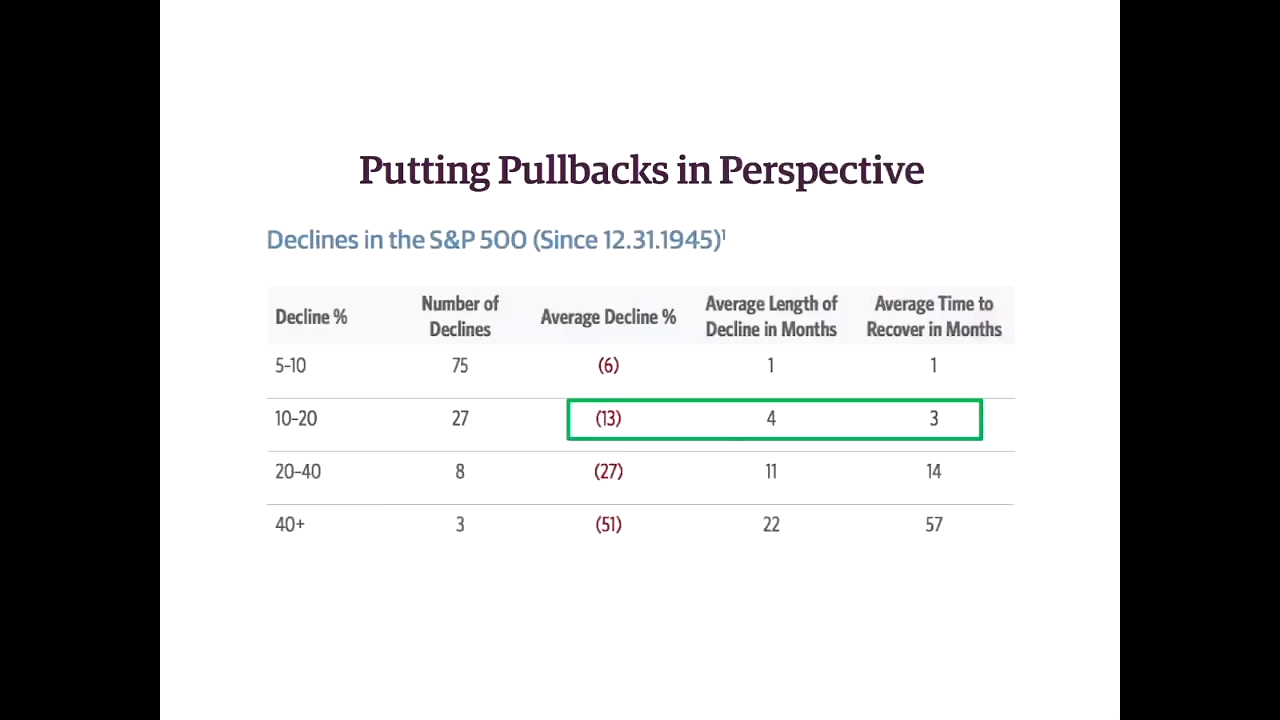 Putting Pullbacks in Perspective
Declines in the S&P 500 (Since 12.31.1945)¹
Decline % Number of Declines Average Decline % Average Length of Decline in Months Average Time to Recover in Months
5-10 75 (6) 1 1
10-20 27 (13) 4 3
20-40 8 (27) 11 14
40+ 3 (51) 22 57